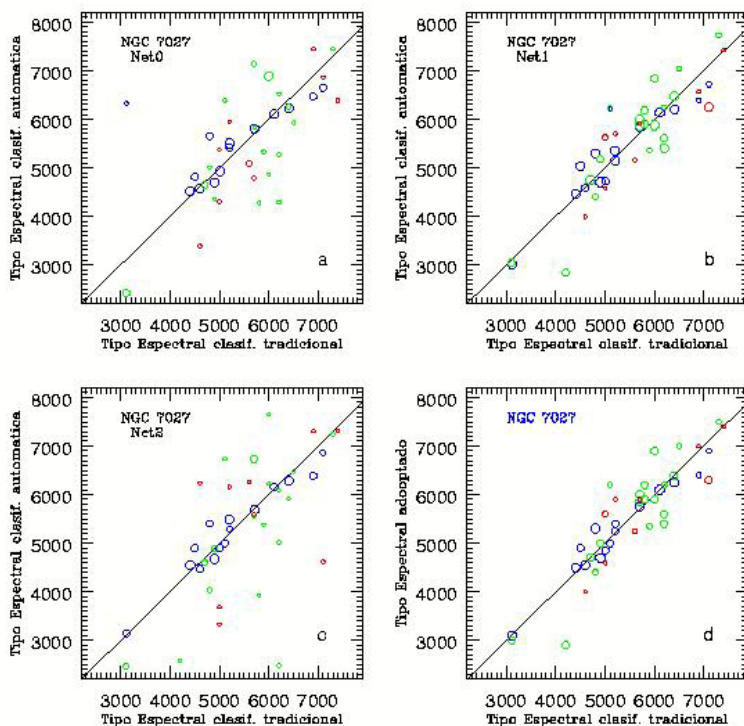 8000
7000
6000
5000
4000
3000
NGC 7027
Net0
a
Tipo Espectral clasif. automatica
3000 4000 5000 6000 7000
Tipo Espectral clasif. tradicional
8000
7000
6000
5000
4000
3000
NGC 7027
Net1
b
Tipo Espectral clasif. automatica
3000 4000 5000 6000 7000
Tipo Espectral clasif. tradicional
8000
7000
6000
5000
4000
3000
NGC 7027
Net2
c
Tipo Espectral clasif. automatica
3000 4000 5000 6000 7000
Tipo Espectral clasif. tradicional
8000
7000
6000
5000
4000
3000
NGC 7027
d
Tipo Espectral adooptado
3000 4000 5000 6000 7000
Tipo Espectral clasif. tradicional